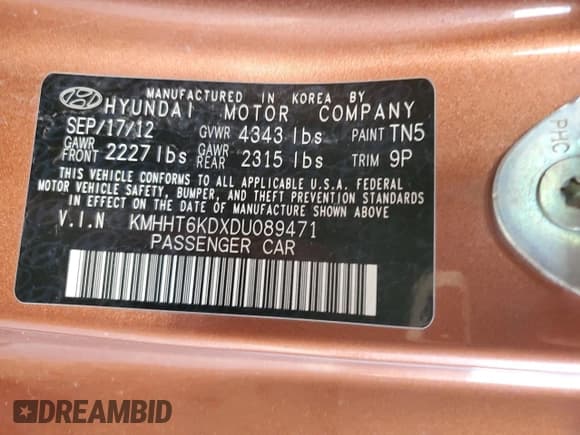 MANUFACTURED IN KOREA BY
HYUNDAI MOTOR COMPANY
SEP/17/12 GVWR 4343 lbs PAINT TN5
GAWR FRONT 2227 lbs GAWR REAR 2315 lbs TRIM 9P
THIS VEHICLE CONFORMS TO ALL APPLICABLE U.S.A. FEDERAL
MOTOR VEHICLE SAFETY, BUMPER, AND THEFT PREVENTION STANDARDS
IN EFFECT ON THE DATE OF MANUFACTURE SHOWN ABOVE.
V.I.N KMHHT6KDXDU089471
PASSENGER CAR
PHC
DREAMBID